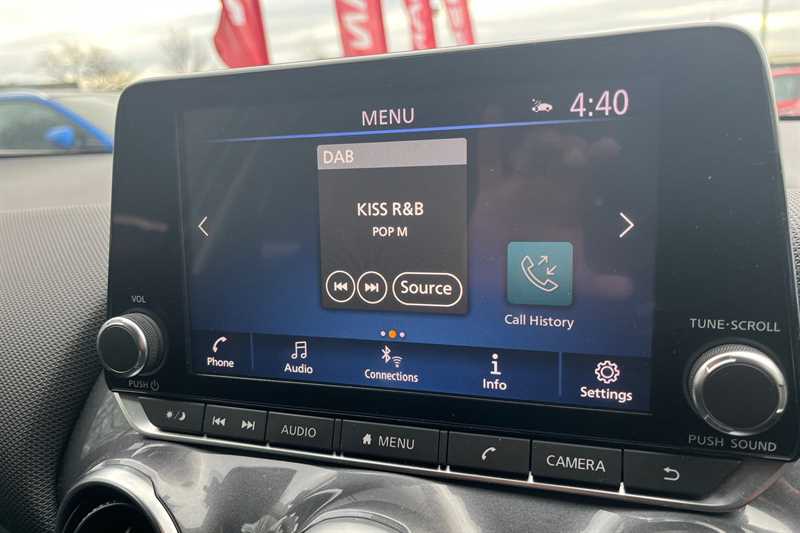 MENU
4:40
DAB
KISS R&B
POP M
Source
Call History
Phone
Audio
Connections
Info
Settings
VOL
PUSH
TUNE·SCROLL
PUSH SOUND
AUDIO
MENU
CAMERA